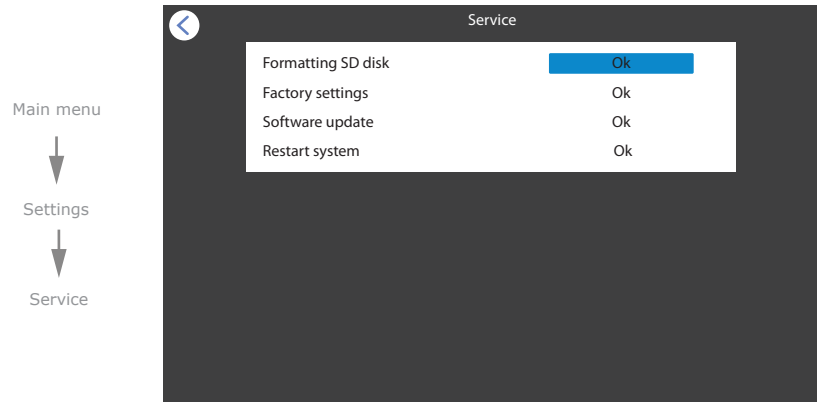 Service
Formatting SD disk Ok
Factory settings Ok
Software update Ok
Restart system Ok
Main menu
Settings
Service